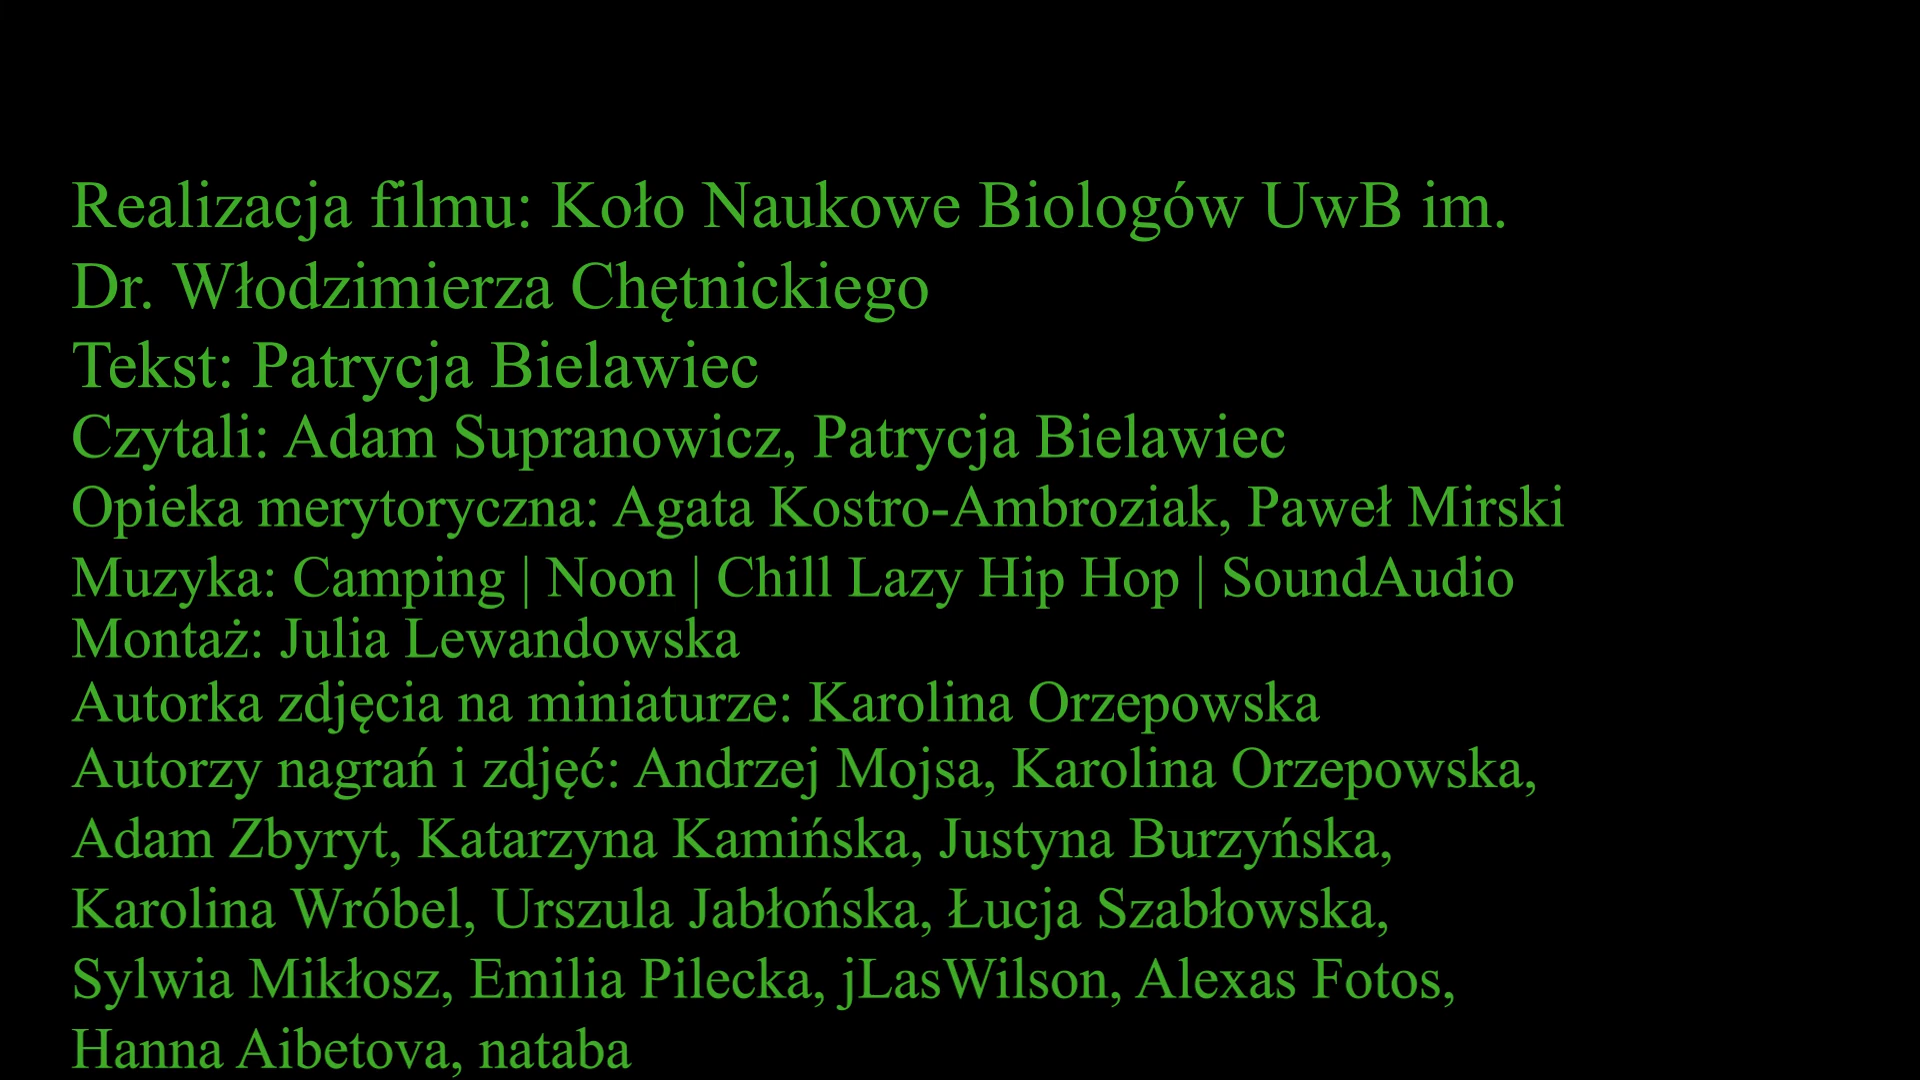 Realizacja filmu: Koło Naukowe Biologów UwB im.
Dr. Włodzimierza Chętnickiego
Tekst: Patrycja Bielawiec
Czytali: Adam Supranowicz, Patrycja Bielawiec
Opieka merytoryczna: Agata Kostro-Ambroziak, Paweł Mirski
Muzyka: Camping | Noon | Chill Lazy Hip Hop | SoundAudio
Montaż: Julia Lewandowska
Autorka zdjęcia na miniaturze: Karolina Orzepowska
Autorzy nagrań i zdjęć: Andrzej Mojsa, Karolina Orzepowska,
Adam Zbyryt, Katarzyna Kamińska, Justyna Burzyńska,
Karolina Wróbel, Urszula Jabłońska, Łucja Szabłowska,
Sylwia Mikłosz, Emilia Pilecka, jLasWilson, Alexas Fotos,
Hanna Aibetova, nataba